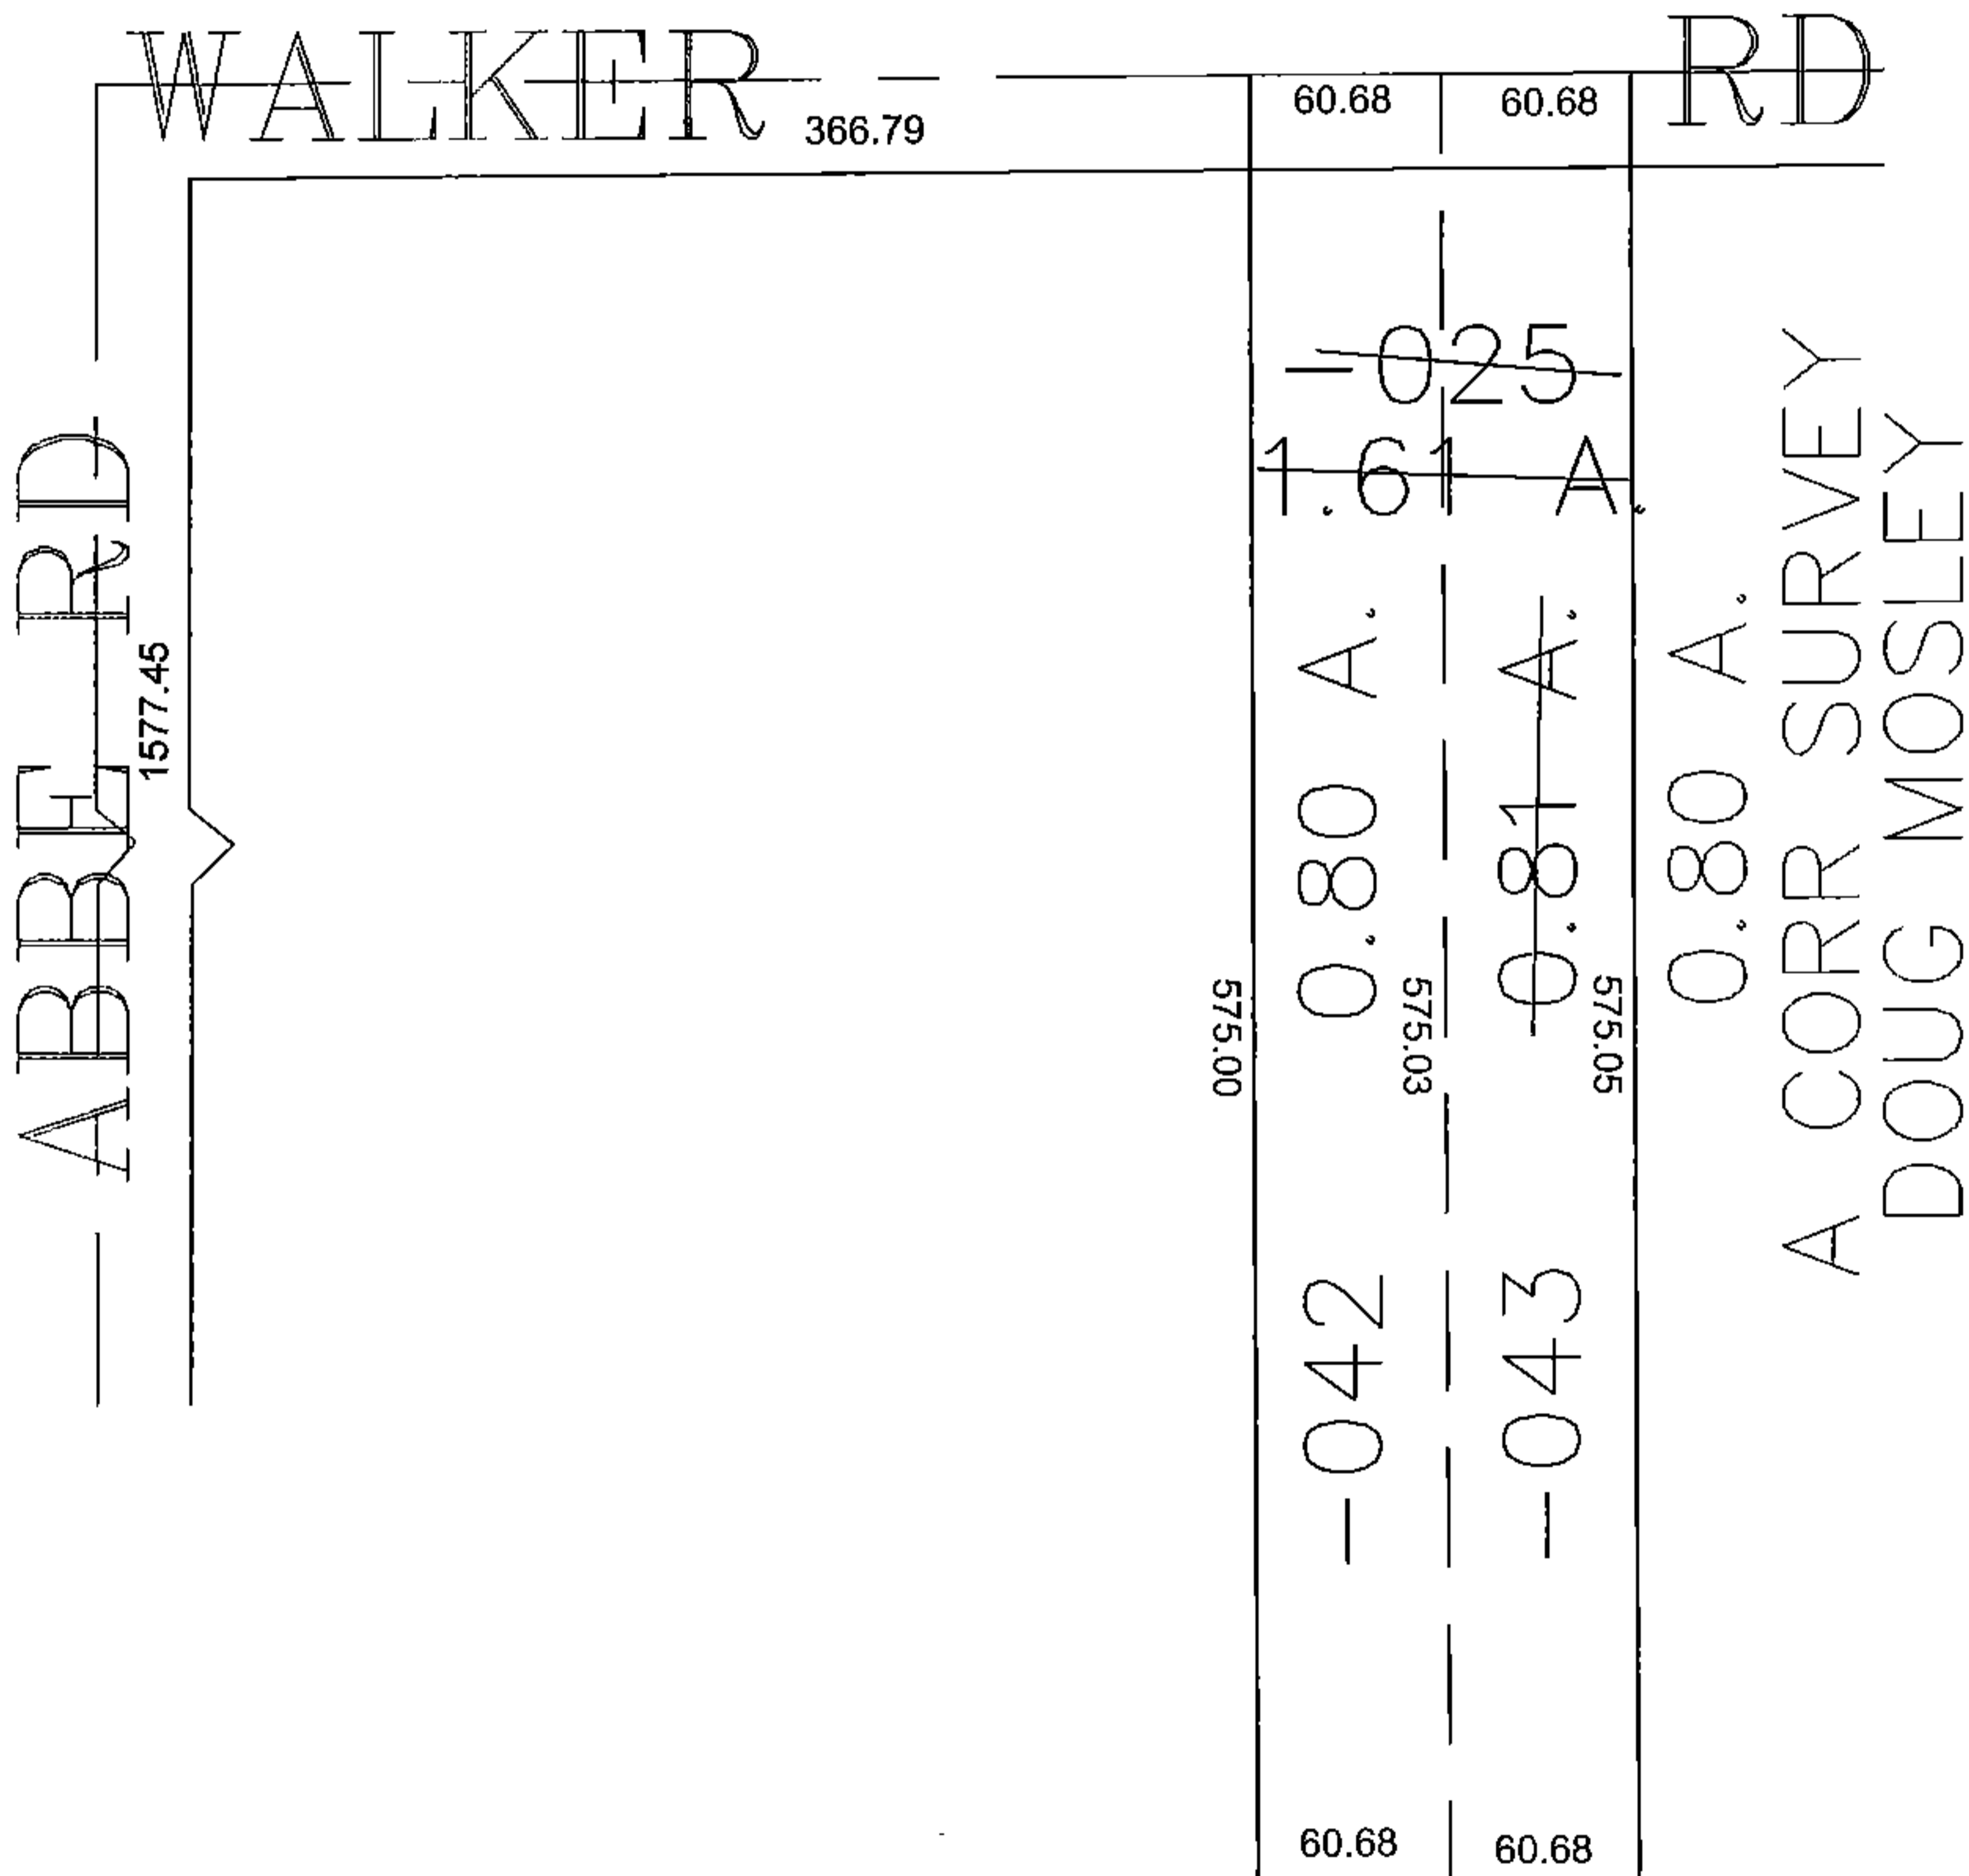 WALKER RD
366.79
60.68
60.68
ABBE RD
1577.45
-025
1.61 A.
0.80 A.
0.81 A.
0.80 A.
A CORR SURVEY
DOUG MOSLEY
575.00
575.03
575.05
-042
-043
60.68
60.68